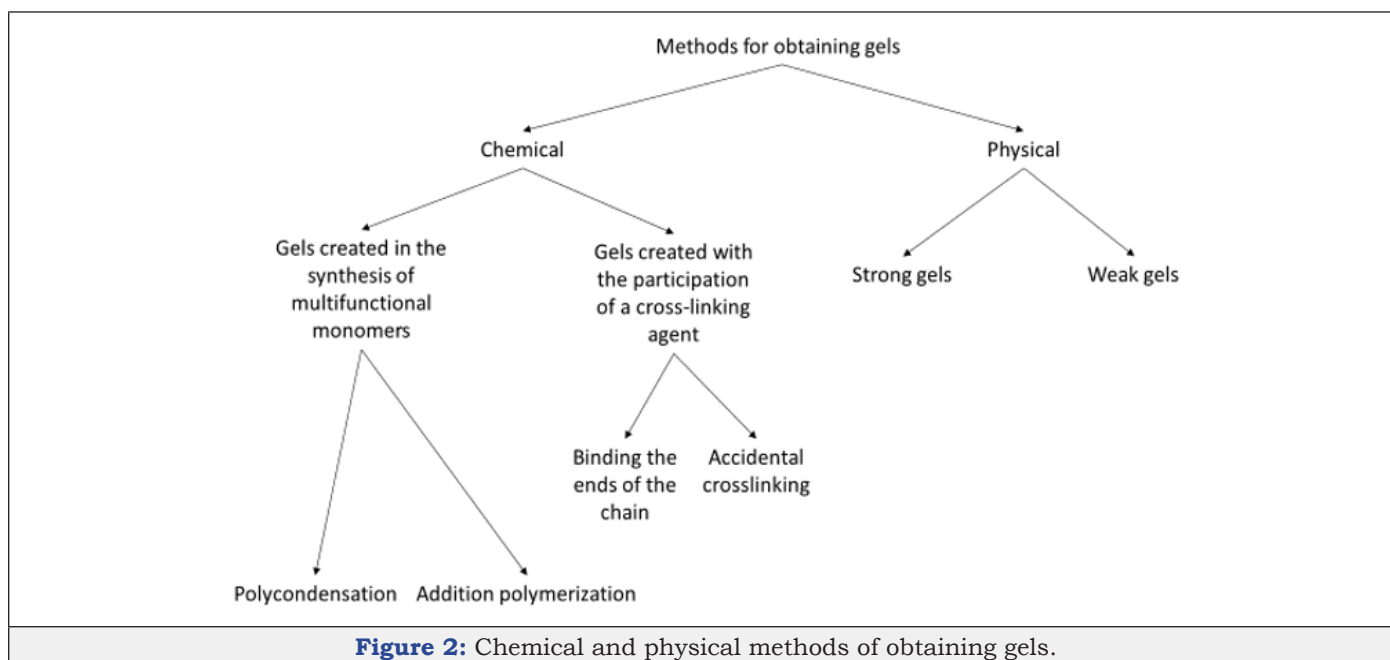 Methods for obtaining gels
Chemical
Physical
Gels created in the
synthesis of
multifunctional
monomers
Gels created with
the participation
of a cross-linking
agent
Strong gels
Weak gels
Binding the
ends of the
chain
Accidental
crosslinking
Polycondensation
Addition polymerization
Figure 2: Chemical and physical methods of obtaining gels.